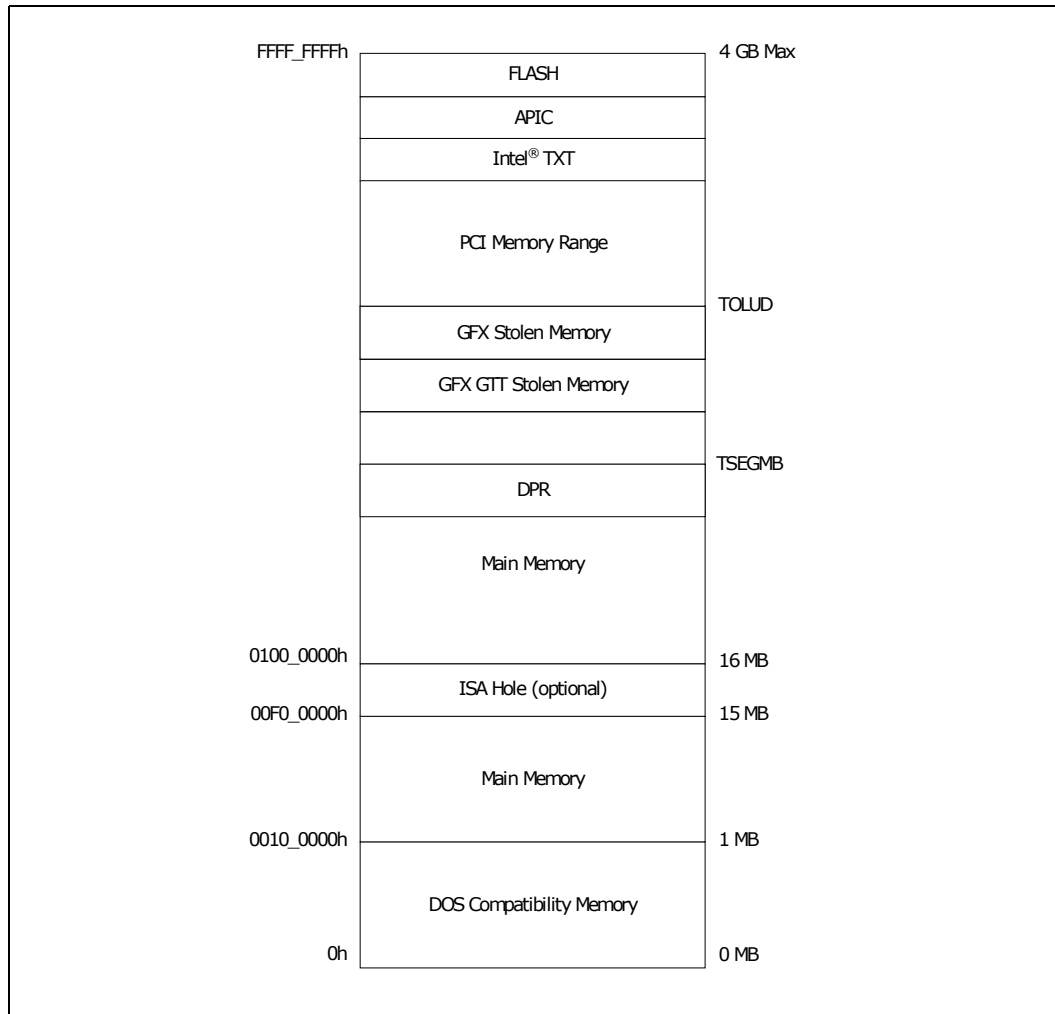 FFFF_FFFFh 4 GB Max
FLASH
APIC
Intel® TXT
PCI Memory Range
TOLUD
GFX Stolen Memory
GFX GTT Stolen Memory
TSEGMB
DPR
Main Memory
0100_0000h 16 MB
ISA Hole (optional)
00F0_0000h 15 MB
Main Memory
0010_0000h 1 MB
DOS Compatibility Memory
0h 0 MB